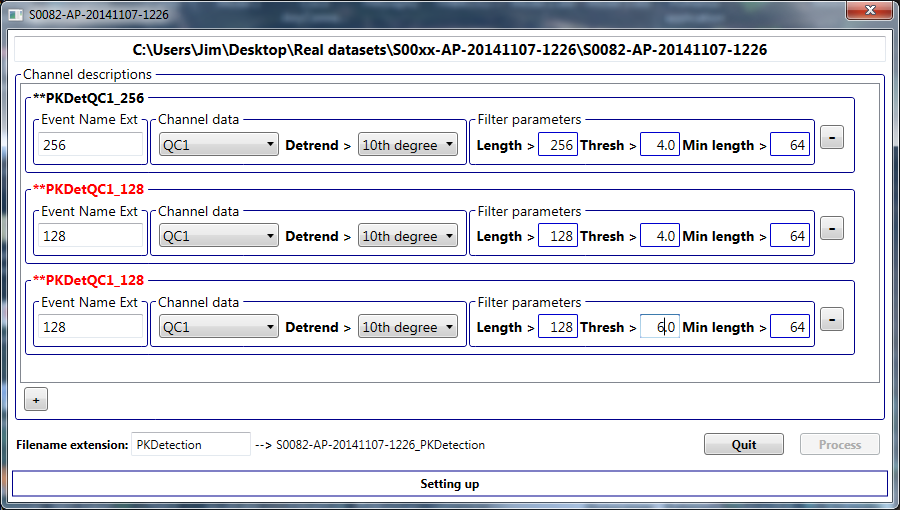 S0082-AP-20141107-1226
C:\Users\Jim\Desktop\Real datasets\S00xx-AP-20141107-1226\S0082-AP-20141107-1226
Channel descriptions
**PKDetQC1_256
Event Name Ext Channel data Filter parameters
256 QC1 Detrend > 10th degree Length > 256 Thresh > 4.0 Min length > 64 -
**PKDetQC1_128
Event Name Ext Channel data Filter parameters
128 QC1 Detrend > 10th degree Length > 128 Thresh > 4.0 Min length > 64 -
**PKDetQC1_128
Event Name Ext Channel data Filter parameters
128 QC1 Detrend > 10th degree Length > 128 Thresh > 6.0 Min length > 64 -
+
Filename extension: PKDetection --> S0082-AP-20141107-1226_PKDetection Quit Process
Setting up